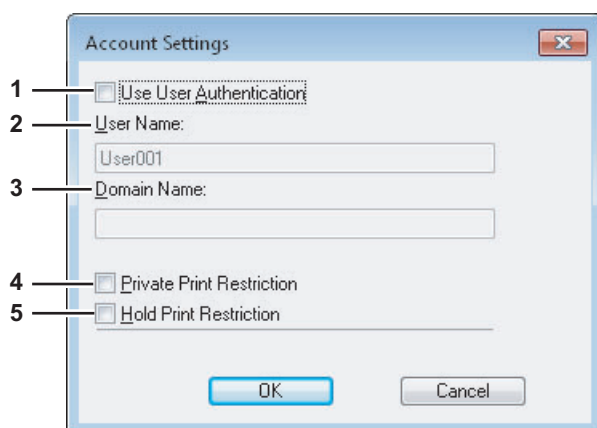 Account Settings
1 Use User Authentication
2 User Name:
User001
3 Domain Name:
4 Private Print Restriction
5 Hold Print Restriction
OK Cancel